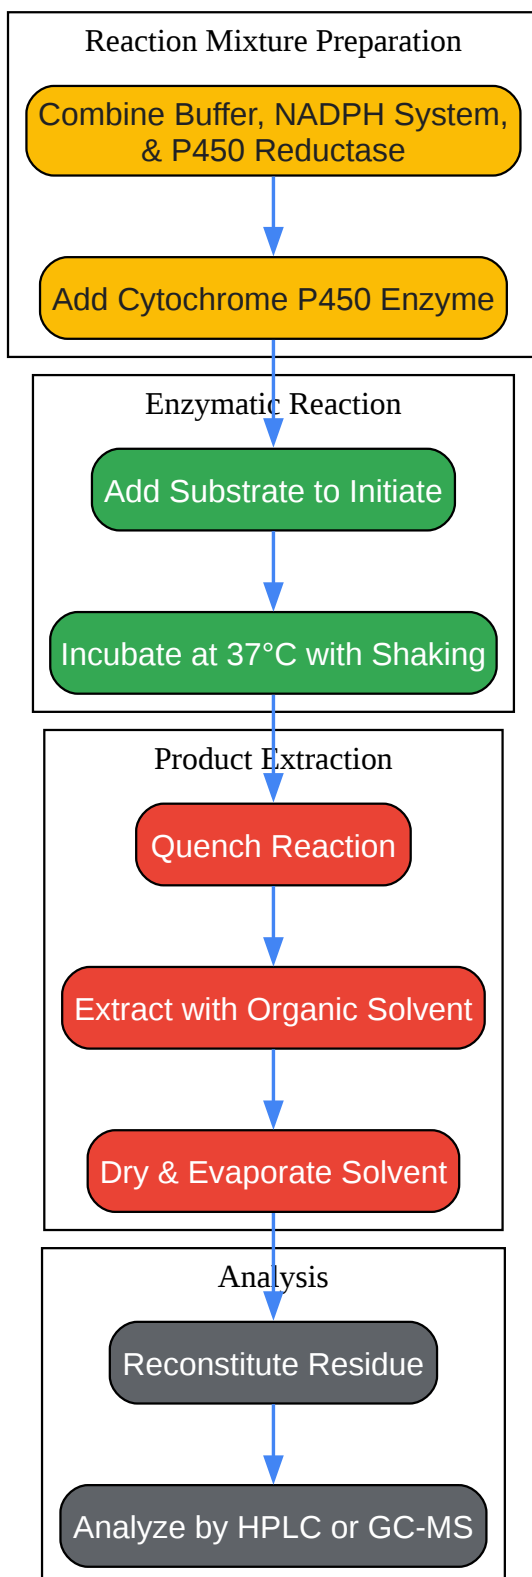 Reaction Mixture Preparation
Combine Buffer, NADPH System,
& P450 Reductase
Add Cytochrome P450 Enzyme
Enzymatic Reaction
Add Substrate to Initiate
Incubate at 37°C with Shaking
Product Extraction
Quench Reaction
Extract with Organic Solvent
Dry & Evaporate Solvent
Analysis
Reconstitute Residue
Analyze by HPLC or GC-MS